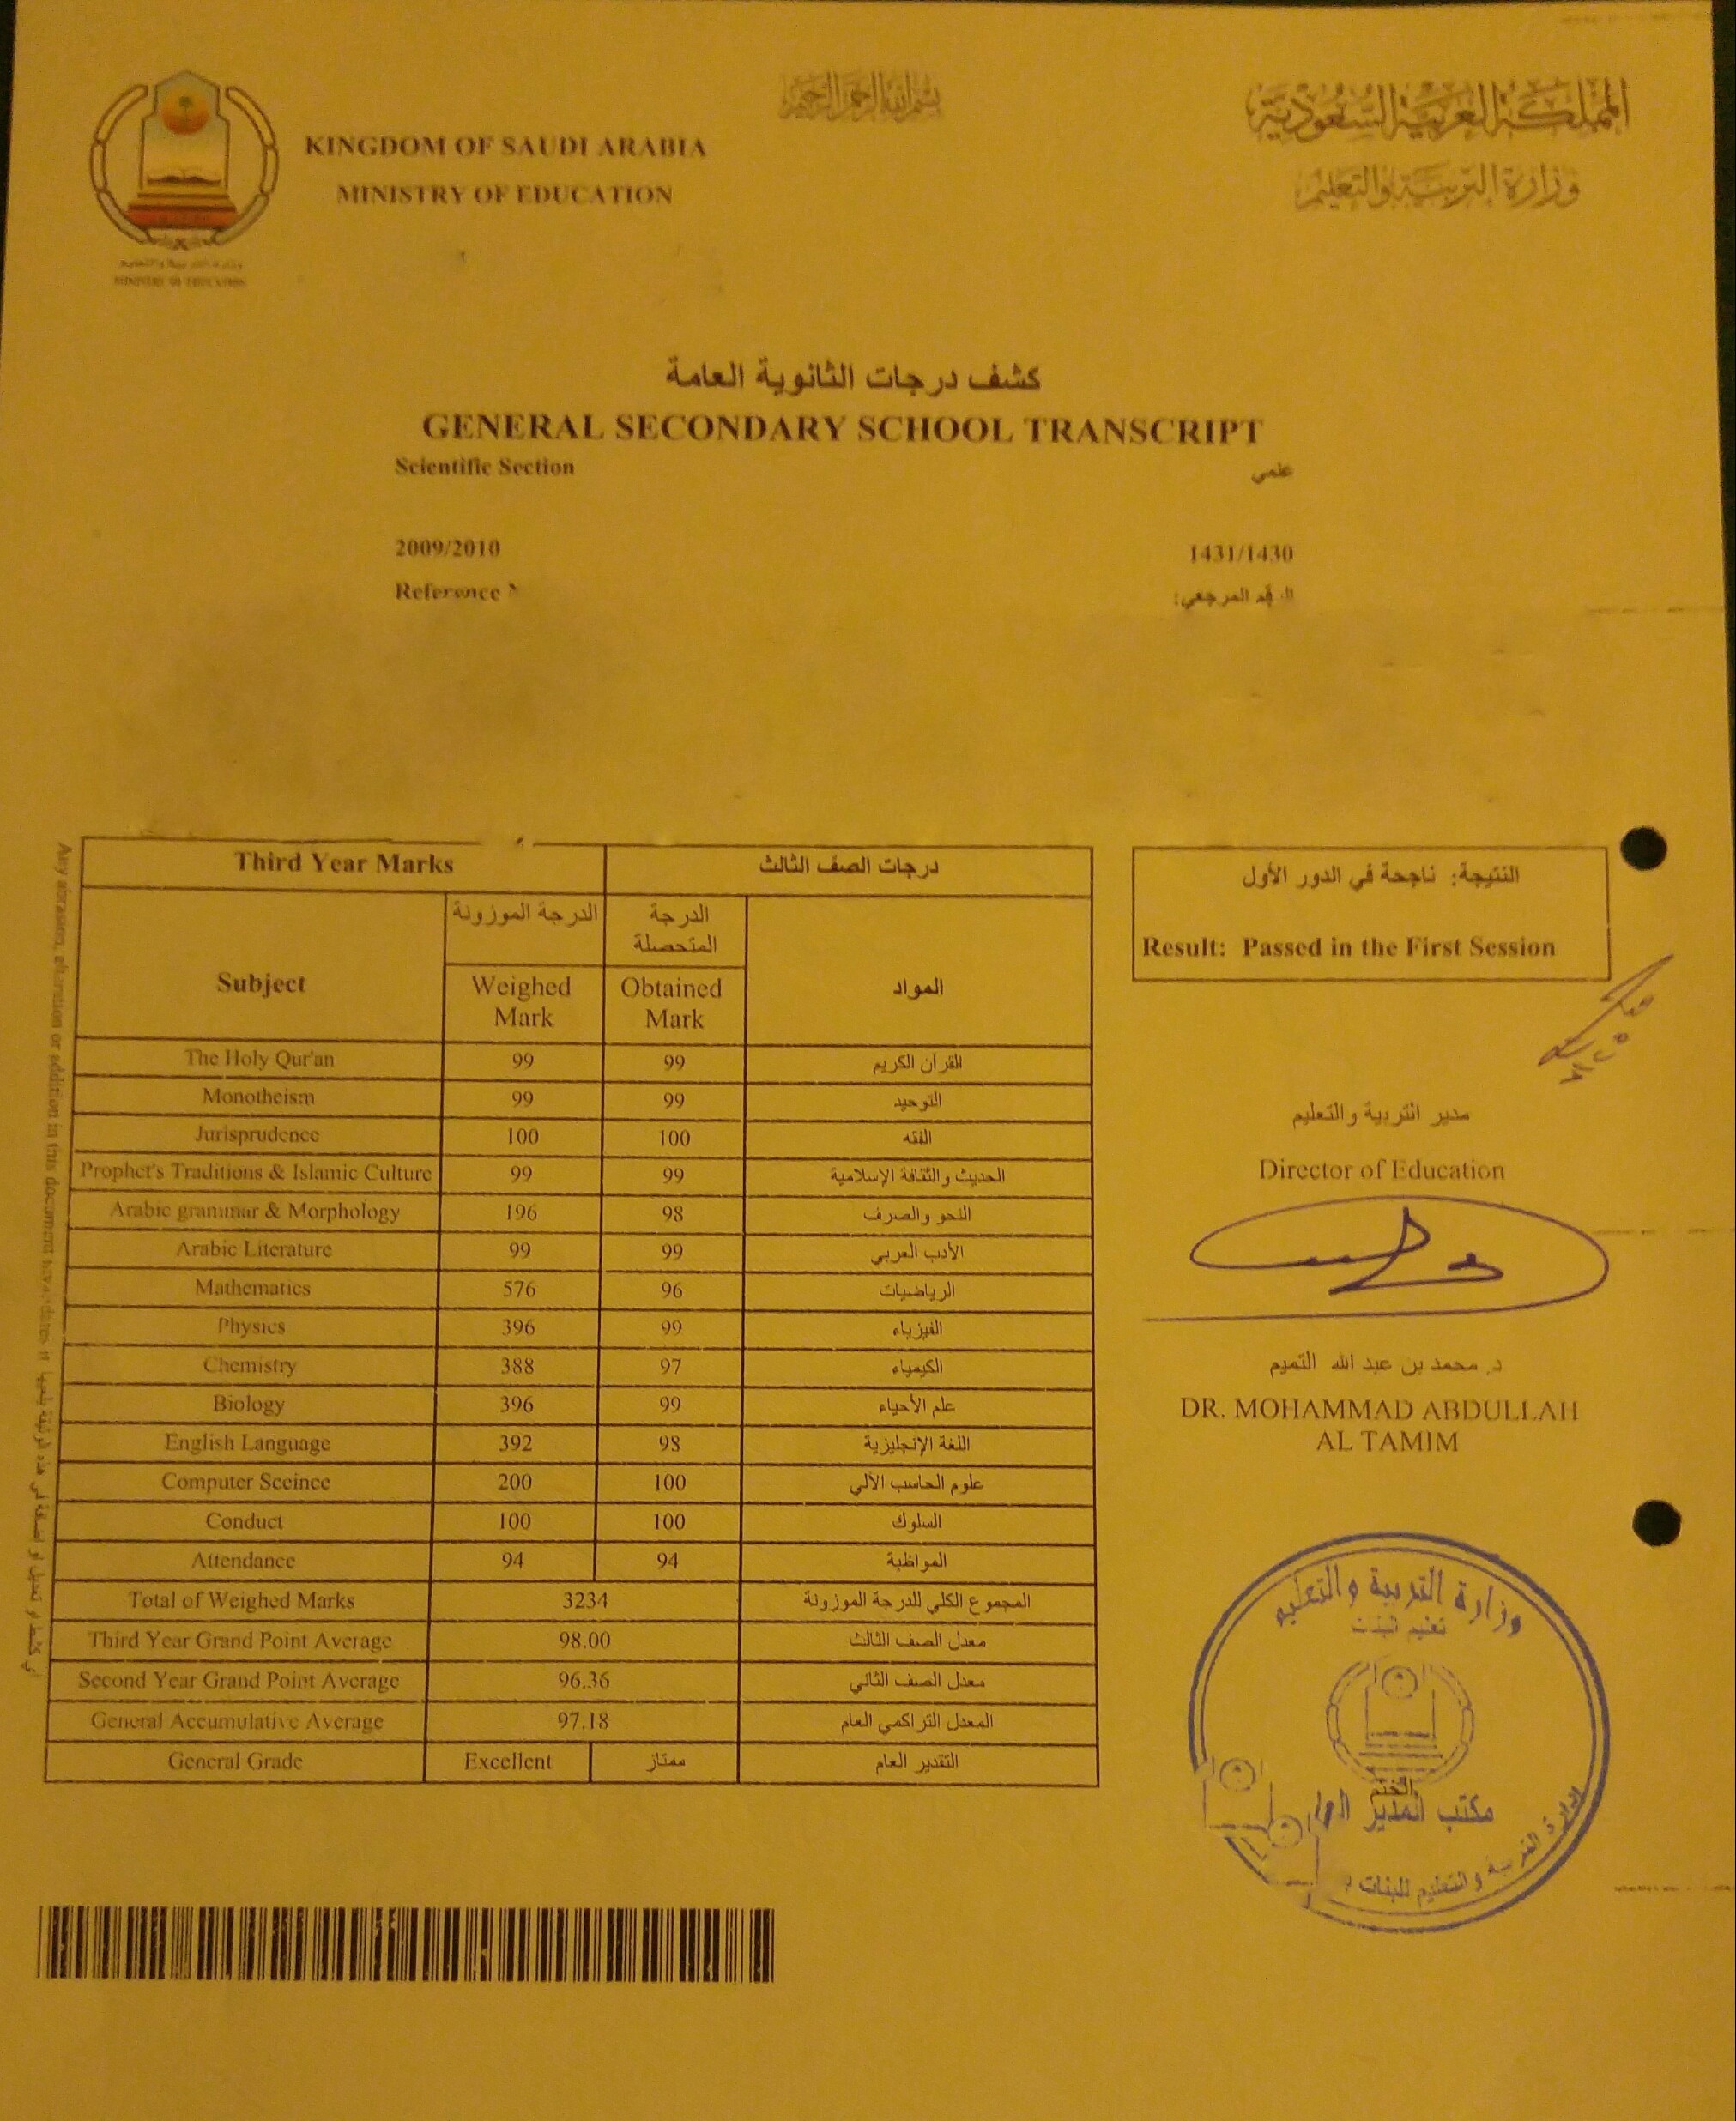 بسم الله الرحمن الرحيم
المملكة العربية السعودية
وزارة التربية والتعليم
KINGDOM OF SAUDI ARABIA
MINISTRY OF EDUCATION
وزارة التربية والتعليم
MINISTRY OF EDUCATION
كشف درجات الثانوية العامة
GENERAL SECONDARY SCHOOL TRANSCRIPT
Scientific Section علمي
2009/2010 1431/1430
Reference المرجعي:
Third Year Marks درجات الصف الثالث
Subject الدرجة الموزونة الدرجة المتحصلة المواد
Weighed Mark Obtained Mark
The Holy Qur'an 99 99 القرآن الكريم
Monotheism 99 99 التوحيد
Jurisprudence 100 100 الفقه
Prophet's Traditions & Islamic Culture 99 99 الحديث والثقافة الإسلامية
Arabic grammar & Morphology 196 98 النحو والصرف
Arabic Literature 99 99 الأدب العربي
Mathematics 576 96 الرياضيات
Physics 396 99 الفيزياء
Chemistry 388 97 الكيمياء
Biology 396 99 علم الأحياء
English Language 392 98 اللغة الإنجليزية
Computer Sceince 200 100 علوم الحاسب الآلي
Conduct 100 100 السلوك
Attendance 94 94 المواظبة
Total of Weighed Marks 3234 المجموع الكلي للدرجة الموزونة
Third Year Grand Point Average 98.00 معدل الصف الثالث
Second Year Grand Point Average 96.36 معدل الصف الثاني
General Accumulative Average 97.18 المعدل التراكمي العام
General Grade Excellent ممتاز التقدير العام
النتيجة: ناجحة في الدور الأول
Result: Passed in the First Session
مدير التربية والتعليم
Director of Education
د. محمد بن عبد الله التميم
DR. MOHAMMAD ABDULLAH
AL TAMIM
وزارة التربية والتعليم
تعليم البنات
الختم
مكتب المدير
والتعليم للبنات
Any abrasion, alteration or addition in this document
أي كشط أو تعديل أو إضافة في هذه الوثيقة يلغيها